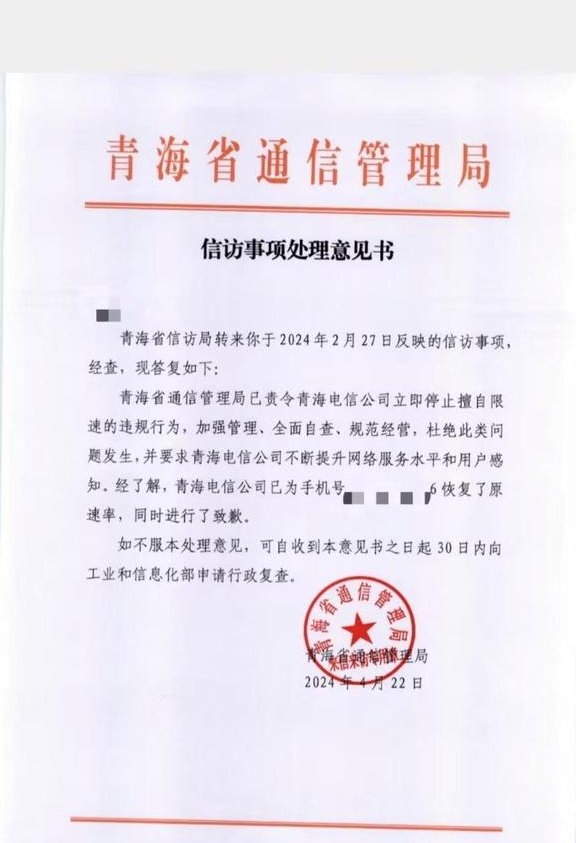 青海省通信管理局
信访事项处理意见书
青海省信访局转来你于2024年2月27日反映的信访事项,
经查，现答复如下：
青海省通信管理局已责令青海电信公司立即停止擅自限
速的违规行为，加强管理、全面自查、规范经营，杜绝此类问
题发生，并要求青海电信公司不断提升网络服务水平和用户感
知。经了解，青海电信公司已为手机号 6恢复了原
速率，同时进行了致歉。
如不服本处理意见，可自收到本意见书之日起30日内向
工业和信息化部申请行政复查。
青海省通信管理局
来信来访专用章
青海省通信管理局
2024年4月22日